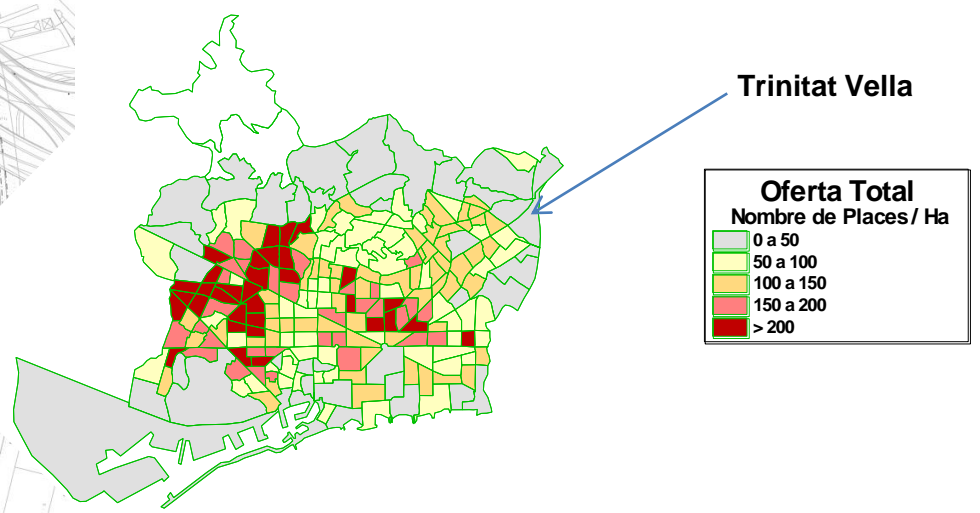 Trinitat Vella
Oferta Total
Nombre de Places / Ha
0 a 50
50 a 100
100 a 150
150 a 200
> 200